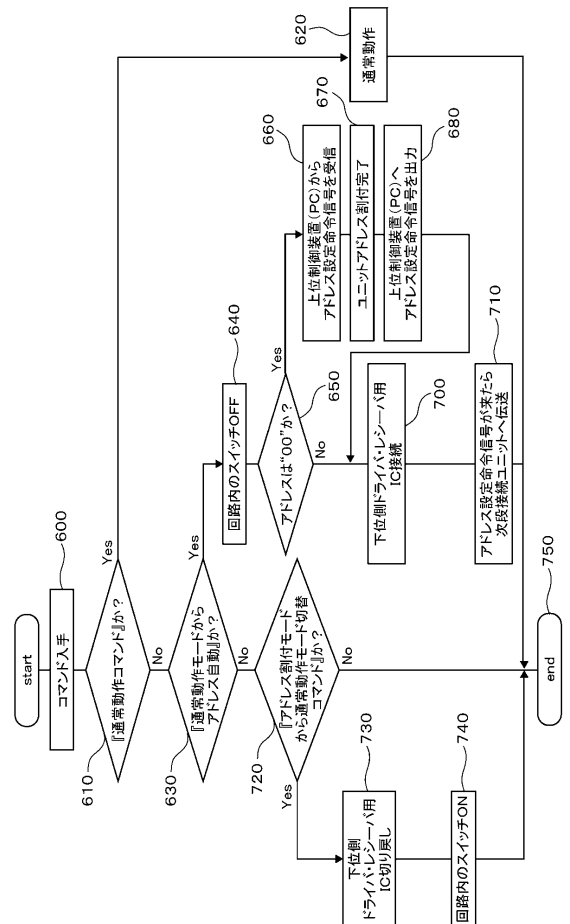 start
600
コマンド入手
610
『通常動作コマンド』か？
Yes
No
620
通常動作
630
『通常動作モードから
アドレス自動』か？
Yes
No
640
回路内のスイッチOFF
650
アドレスは“00”か？
Yes
No
660
上位制御装置（PC）から
アドレス設定命令信号を受信
670
ユニットアドレス割付完了
680
上位制御装置（PC）へ
アドレス設定命令信号を出力
700
下位側ドライバ・レシーバ用
IC接続
710
アドレス設定命令信号が来たら
次段接続ユニットへ伝送
720
『アドレス割付モード
から通常動作モード切替
コマンド』か？
Yes
No
730
下位側
ドライバ・レシーバ用
IC切り戻し
740
回路内のスイッチON
750
end